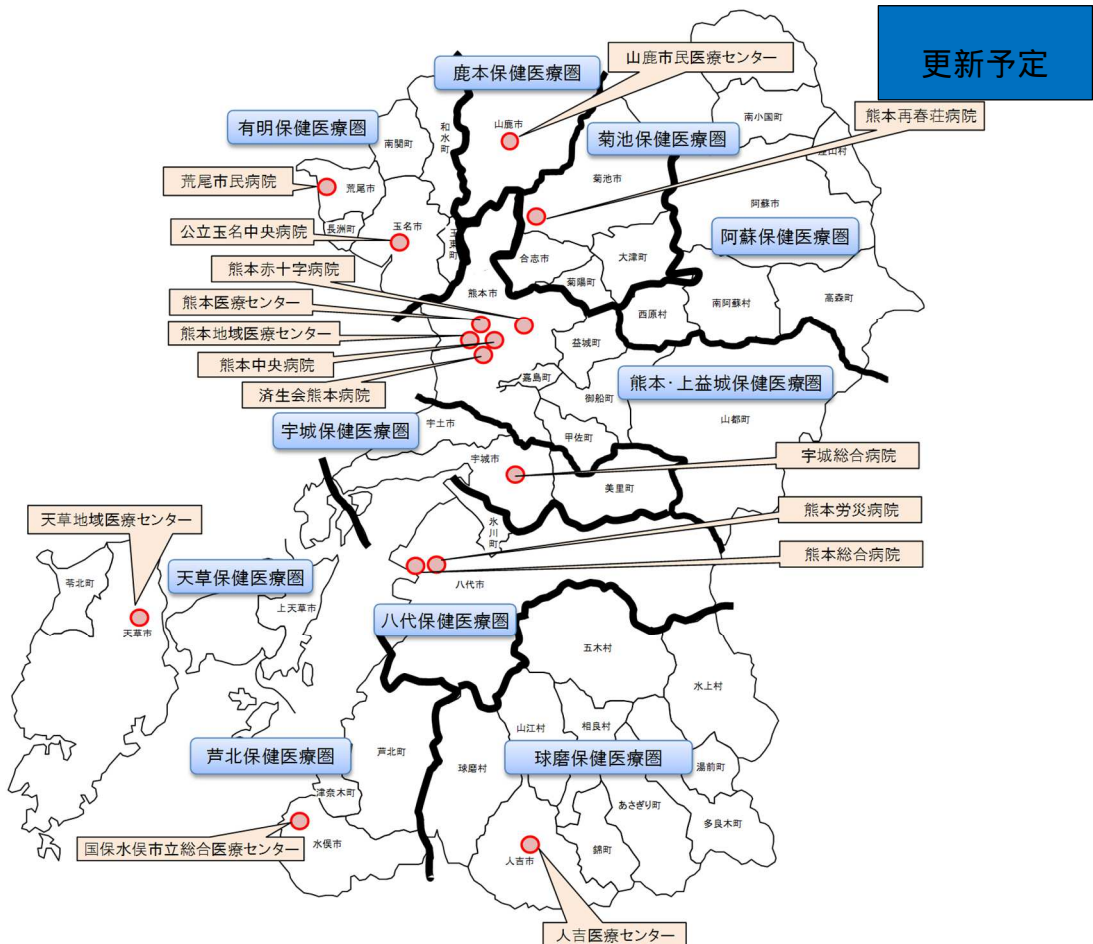 更新予定
鹿本保健医療圏
山鹿市民医療センター
有明保健医療圏
和水町
南関町
山鹿市
菊池保健医療圏
熊本再春荘病院
南小国町
産山村
荒尾市民病院
荒尾市
菊池市
阿蘇市
長洲町
玉名市
玉東町
公立玉名中央病院
阿蘇保健医療圏
合志市
大津町
熊本赤十字病院
菊陽町
熊本市
西原村
南阿蘇村
高森町
熊本医療センター
熊本地域医療センター
益城町
熊本中央病院
嘉島町
済生会熊本病院
御船町
熊本・上益城保健医療圏
山都町
宇城保健医療圏
宇土市
甲佐町
宇城市
宇城総合病院
美里町
天草地域医療センター
氷川町
熊本労災病院
熊本総合病院
苓北町
天草保健医療圏
八代市
上天草市
天草市
八代保健医療圏
五木村
水上村
山江村
相良村
芦北保健医療圏
芦北町
球磨村
球磨保健医療圏
湯前町
津奈木町
あさぎり町
多良木町
水俣市
国保水俣市立総合医療センター
錦町
人吉市
人吉医療センター